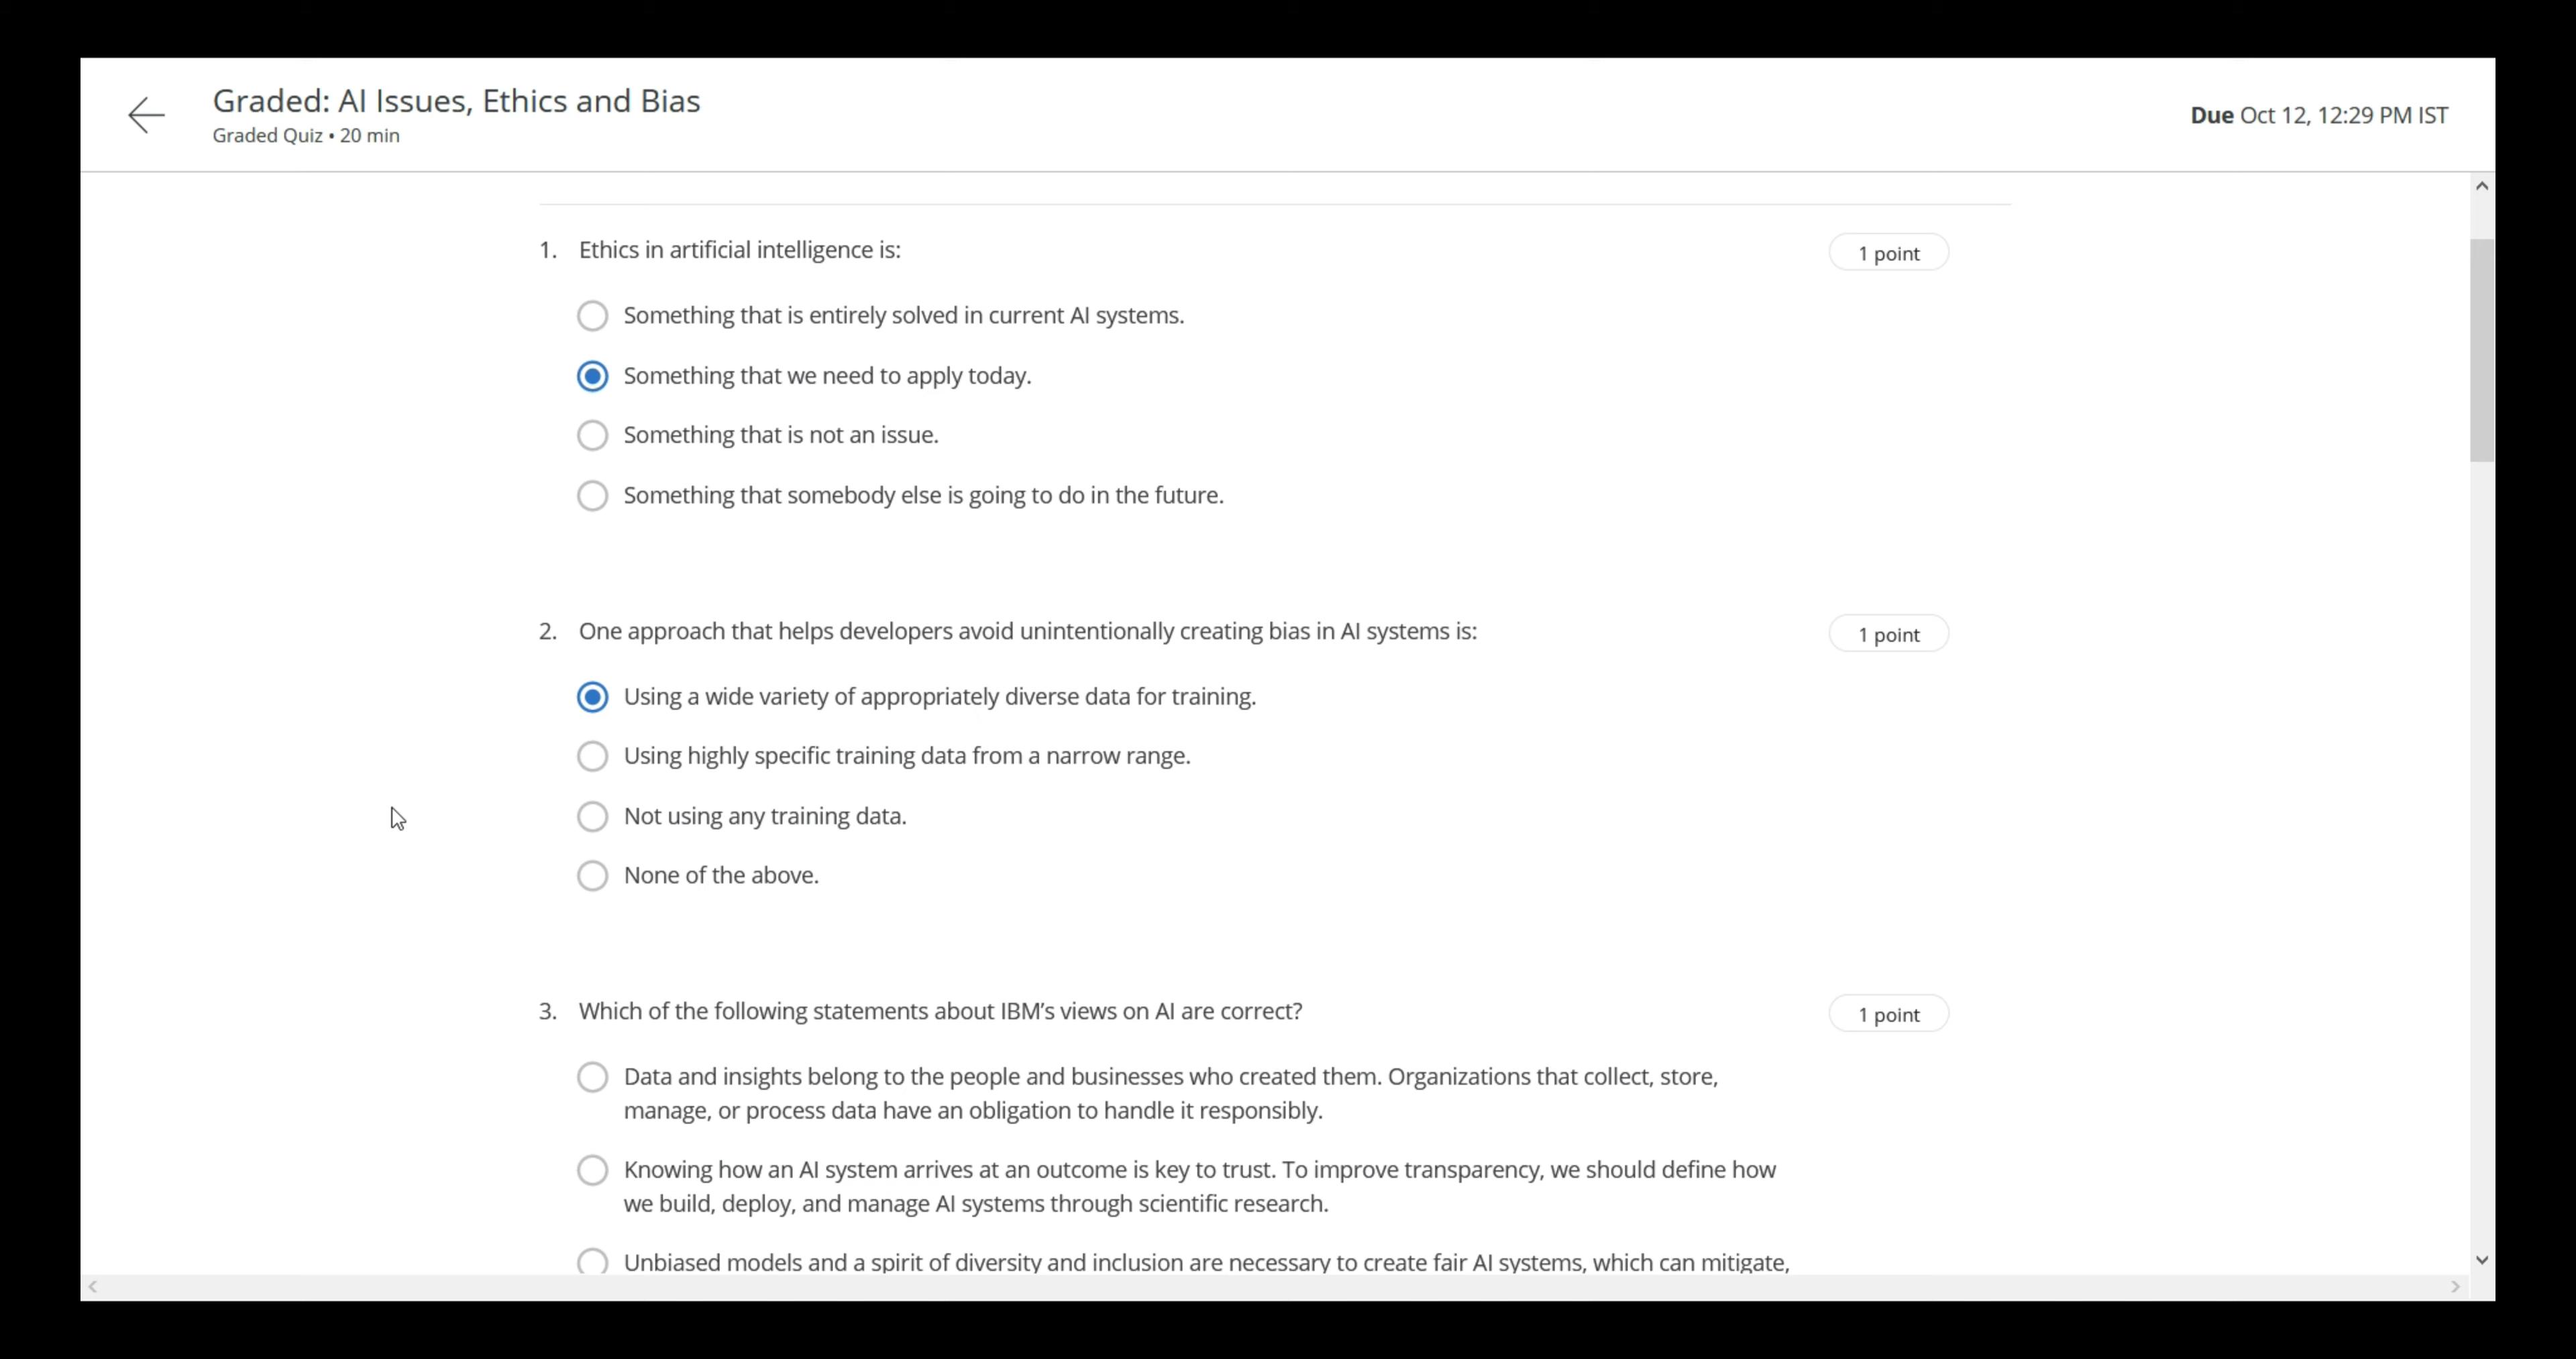 Graded: AI Issues, Ethics and Bias
Graded Quiz • 20 min
Due Oct 12, 12:29 PM IST
1. Ethics in artificial intelligence is:
1 point
Something that is entirely solved in current AI systems.
Something that we need to apply today.
Something that is not an issue.
Something that somebody else is going to do in the future.
2. One approach that helps developers avoid unintentionally creating bias in AI systems is:
1 point
Using a wide variety of appropriately diverse data for training.
Using highly specific training data from a narrow range.
Not using any training data.
None of the above.
3. Which of the following statements about IBM’s views on AI are correct?
1 point
Data and insights belong to the people and businesses who created them. Organizations that collect, store,
manage, or process data have an obligation to handle it responsibly.
Knowing how an AI system arrives at an outcome is key to trust. To improve transparency, we should define how
we build, deploy, and manage AI systems through scientific research.
Unbiased models and a spirit of diversity and inclusion are necessary to create fair AI systems, which can mitigate,